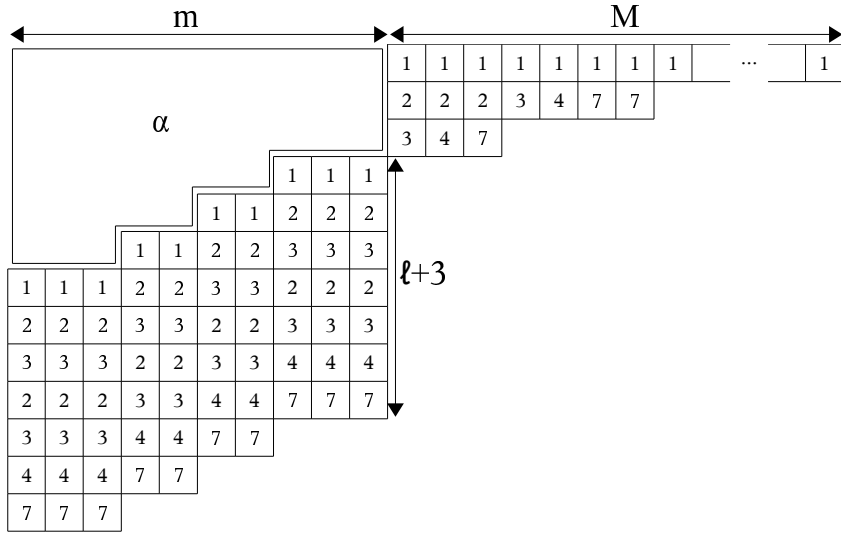 m M
1 1 1 1 1 1 1 1 ... 1
α 2 2 2 3 4 7 7
3 4 7
1 1 1
1 1 2 2 2
1 1 2 2 3 3 3
ℓ+3
1 1 1 2 2 3 3 2 2 2
2 2 2 3 3 2 2 3 3 3
3 3 3 2 2 3 3 4 4 4
2 2 2 3 3 4 4 7 7 7
3 3 3 4 4 7 7
4 4 4 7 7
7 7 7